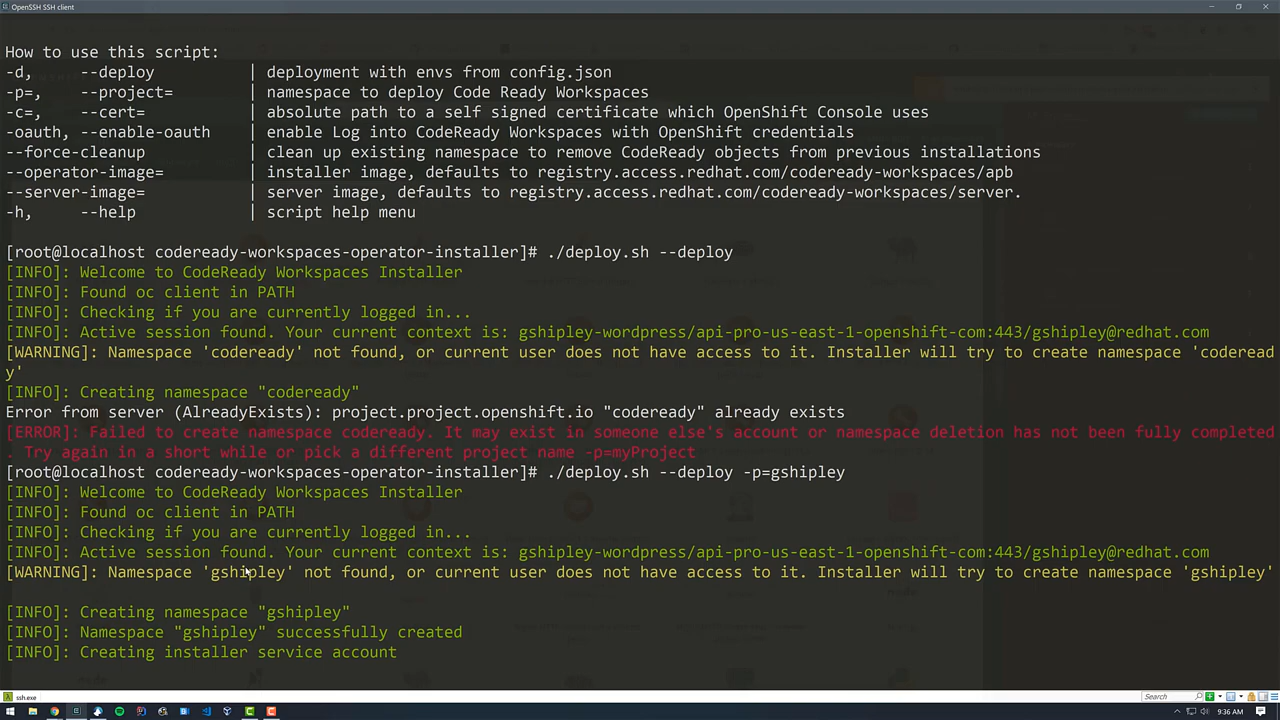 OpenSSH SSH client
How to use this script:
-d,     --deploy          | deployment with envs from config.json
-p=,    --project=        | namespace to deploy Code Ready Workspaces
-c=,    --cert=           | absolute path to a self signed certificate which OpenShift Console uses
-oauth, --enable-oauth    | enable Log into CodeReady Workspaces with OpenShift credentials
--force-cleanup           | clean up existing namespace to remove CodeReady objects from previous installations
--operator-image=         | installer image, defaults to registry.access.redhat.com/codeready-workspaces/apb
--server-image=           | server image, defaults to registry.access.redhat.com/codeready-workspaces/server.
-h,     --help            | script help menu
[root@localhost codeready-workspaces-operator-installer]# ./deploy.sh --deploy
[INFO]: Welcome to CodeReady Workspaces Installer
[INFO]: Found oc client in PATH
[INFO]: Checking if you are currently logged in...
[INFO]: Active session found. Your current context is: gshipley-wordpress/api-pro-us-east-1-openshift-com:443/gshipley@redhat.com
[WARNING]: Namespace 'codeready' not found, or current user does not have access to it. Installer will try to create namespace 'coderead
y'
[INFO]: Creating namespace "codeready"
Error from server (AlreadyExists): project.project.openshift.io "codeready" already exists
[ERROR]: Failed to create namespace codeready. It may exist in someone else's account or namespace deletion has not been fully completed
. Try again in a short while or pick a different project name -p=myProject
[root@localhost codeready-workspaces-operator-installer]# ./deploy.sh --deploy -p=gshipley
[INFO]: Welcome to CodeReady Workspaces Installer
[INFO]: Found oc client in PATH
[INFO]: Checking if you are currently logged in...
[INFO]: Active session found. Your current context is: gshipley-wordpress/api-pro-us-east-1-openshift-com:443/gshipley@redhat.com
[WARNING]: Namespace 'gshipley' not found, or current user does not have access to it. Installer will try to create namespace 'gshipley'
[INFO]: Creating namespace "gshipley"
[INFO]: Namespace "gshipley" successfully created
[INFO]: Creating installer service account
ssh.exe
Search
9:36 AM